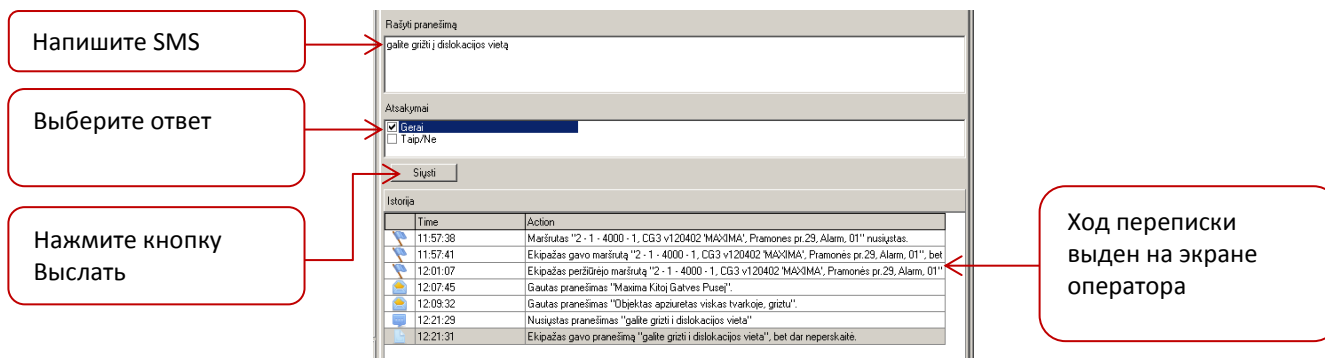 Напишите SMS
Выберите ответ
Нажмите кнопку
Выслать
Rašyti pranešimą
galite grižti į dislokacijos vietą
Atsakymai
Gerai
Taip/Ne
Siųsti
Istorija
Time Action
11:57:38 Maršrutas "2 - 1 - 4000 - 1, CG3 v120402 'MAXIMA', Pramones pr.29, Alarm, 01" nusiųstas.
11:57:41 Ekipažas gavo maršrutą "2 - 1 - 4000 - 1, CG3 v120402 'MAXIMA', Pramonės pr.29, Alarm, 01", bet
12:01:07 Ekipažas peržiūrėjo maršrutą "2 - 1 - 4000 - 1, CG3 v120402 'MAXIMA', Pramonės pr.29, Alarm, 01"
12:07:45 Gautas pranešimas "Maxima Kitoj Gatves Pusej".
12:09:32 Gautas pranešimas "Objektas apziuretas viskas tvarkoje, griztu".
12:21:29 Nusiųstas pranešimas "galite grizti i dislokacijos vieta"
12:21:31 Ekipažas gavo pranešimą "galite grizti i dislokacijos vieta", bet dar neperskaitė.
Ход переписки
выден на экране
оператора